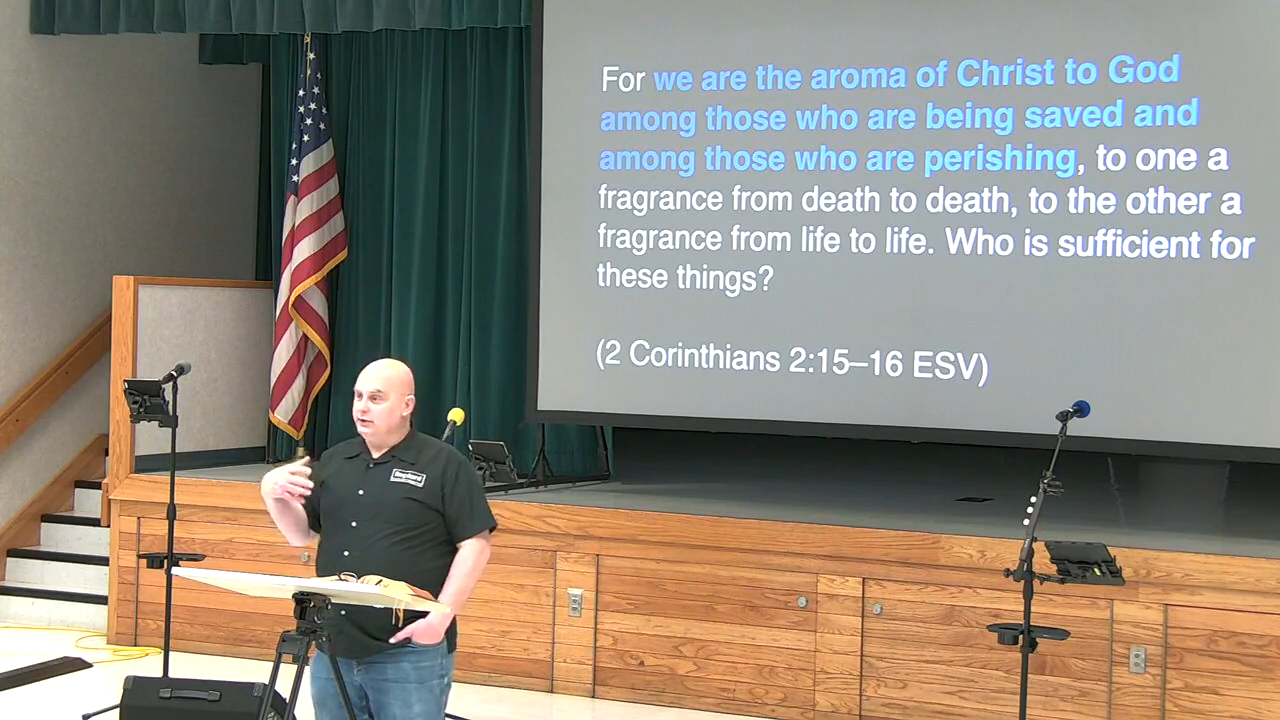 For we are the aroma of Christ to God
among those who are being saved and
among those who are perishing, to one a
fragrance from death to death, to the other a
fragrance from life to life. Who is sufficient for
these things?
(2 Corinthians 2:15–16 ESV)